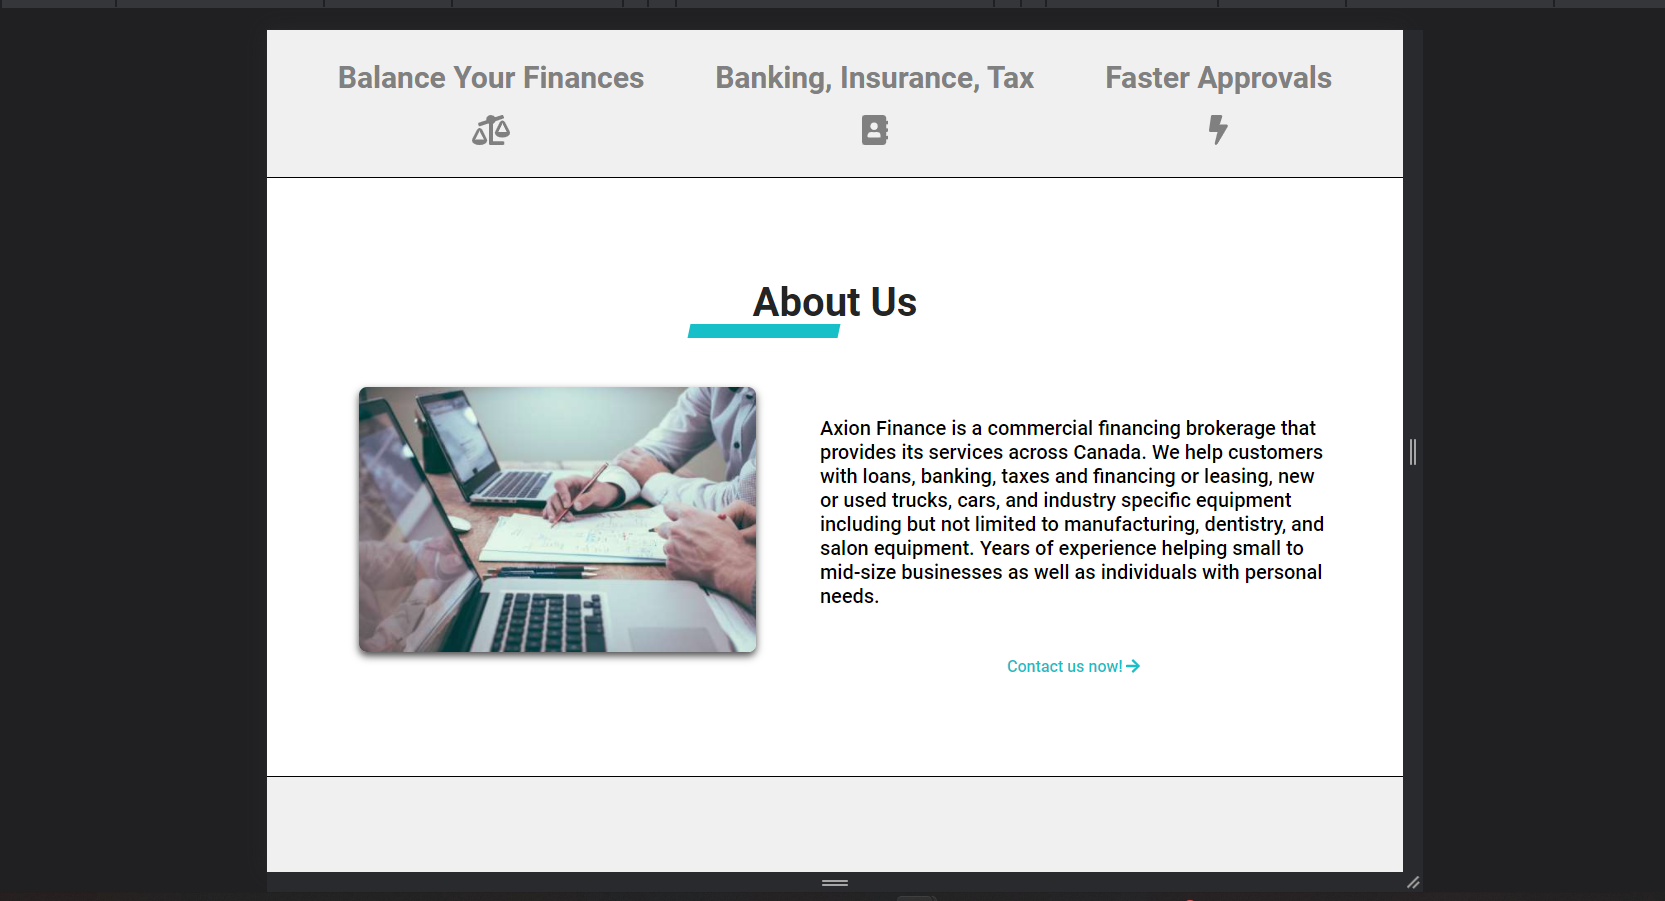 Balance Your Finances
Banking, Insurance, Tax
Faster Approvals
About Us
Axion Finance is a commercial financing brokerage that
provides its services across Canada. We help customers
with loans, banking, taxes and financing or leasing, new
or used trucks, cars, and industry specific equipment
including but not limited to manufacturing, dentistry, and
salon equipment. Years of experience helping small to
mid-size businesses as well as individuals with personal
needs.
Contact us now!